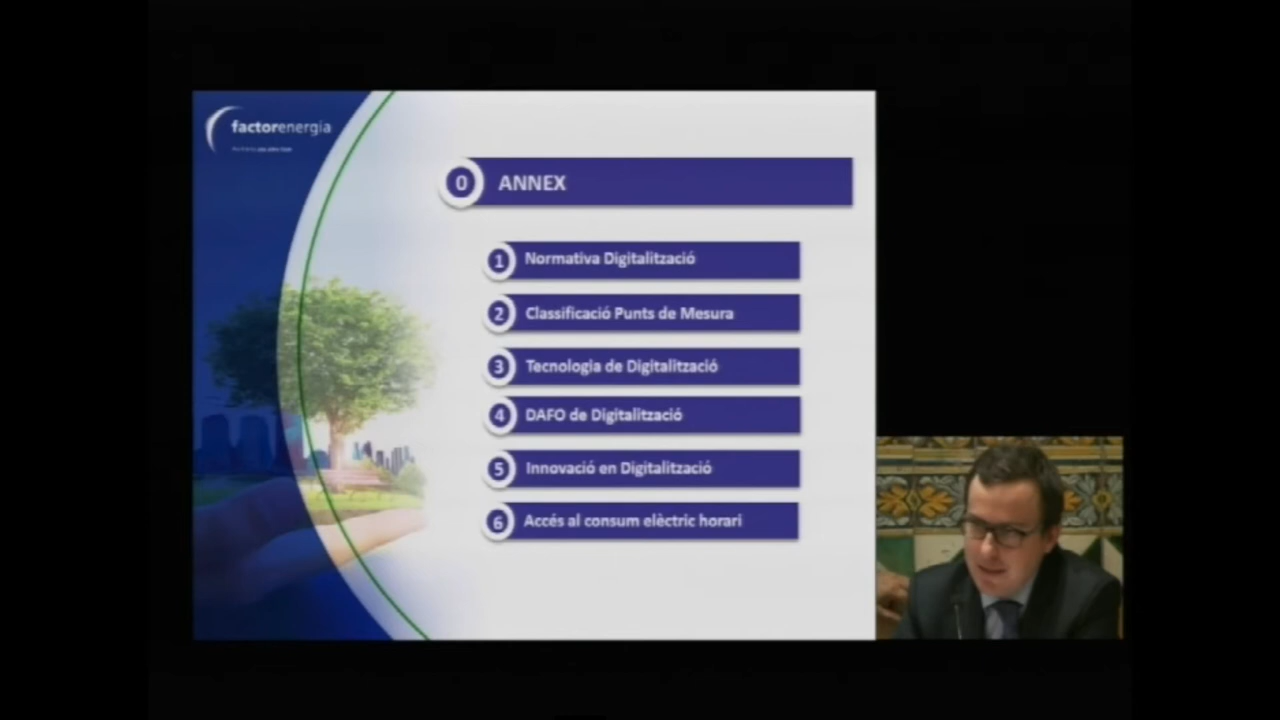 factorenergia
0 ANNEX
1 Normativa Digitalització
2 Classificació Punts de Mesura
3 Tecnologia de Digitalització
4 DAFO de Digitalització
5 Innovació en Digitalització
6 Accés al consum elèctric horari